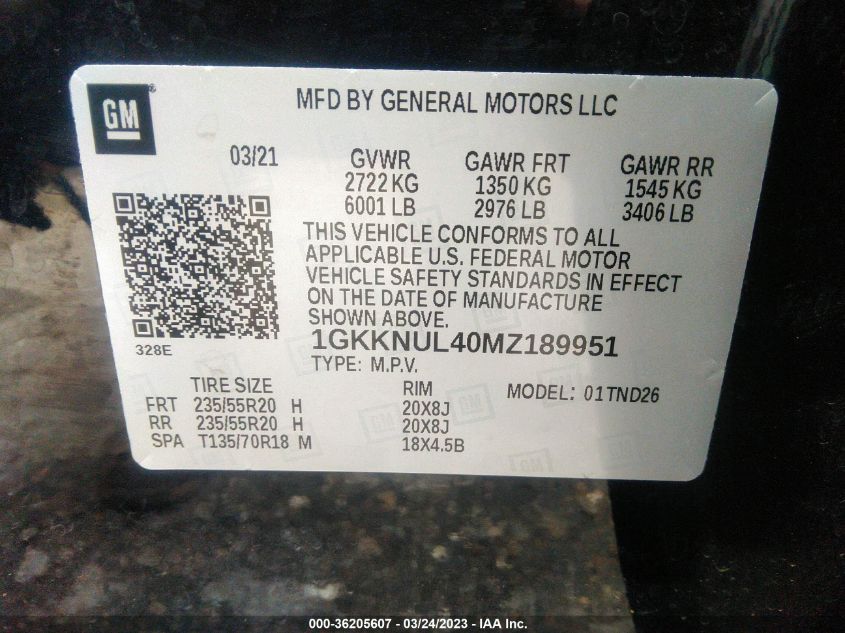 GM
MFD BY GENERAL MOTORS LLC
03/21 GVWR GAWR FRT GAWR RR
2722 KG 1350 KG 1545 KG
6001 LB 2976 LB 3406 LB
THIS VEHICLE CONFORMS TO ALL
APPLICABLE U.S. FEDERAL MOTOR
VEHICLE SAFETY STANDARDS IN EFFECT
ON THE DATE OF MANUFACTURE
SHOWN ABOVE.
328E
1GKKNUL40MZ189951
TYPE: M.P.V.
TIRE SIZE RIM MODEL: 01TND26
FRT 235/55R20 H 20X8J
RR 235/55R20 H 20X8J
SPA T135/70R18 M 18X4.5B
000-36205607 - 03/24/2023 - IAA Inc.